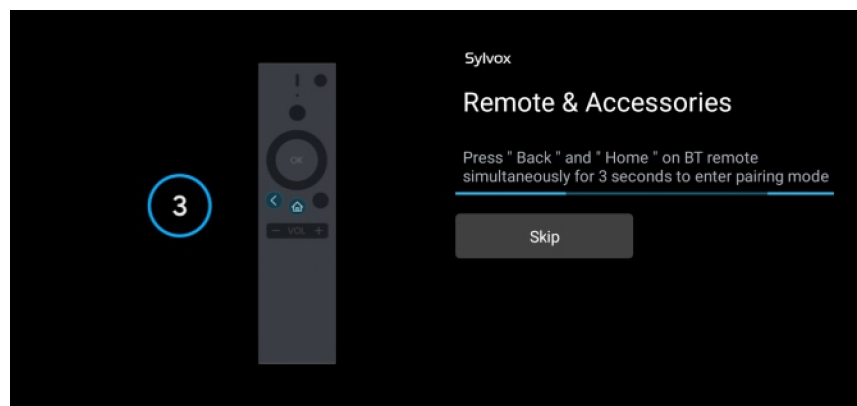 Sylvox
Remote & Accessories
Press " Back " and " Home " on BT remote
simultaneously for 3 seconds to enter pairing mode
3
OK
− VOL +
Skip